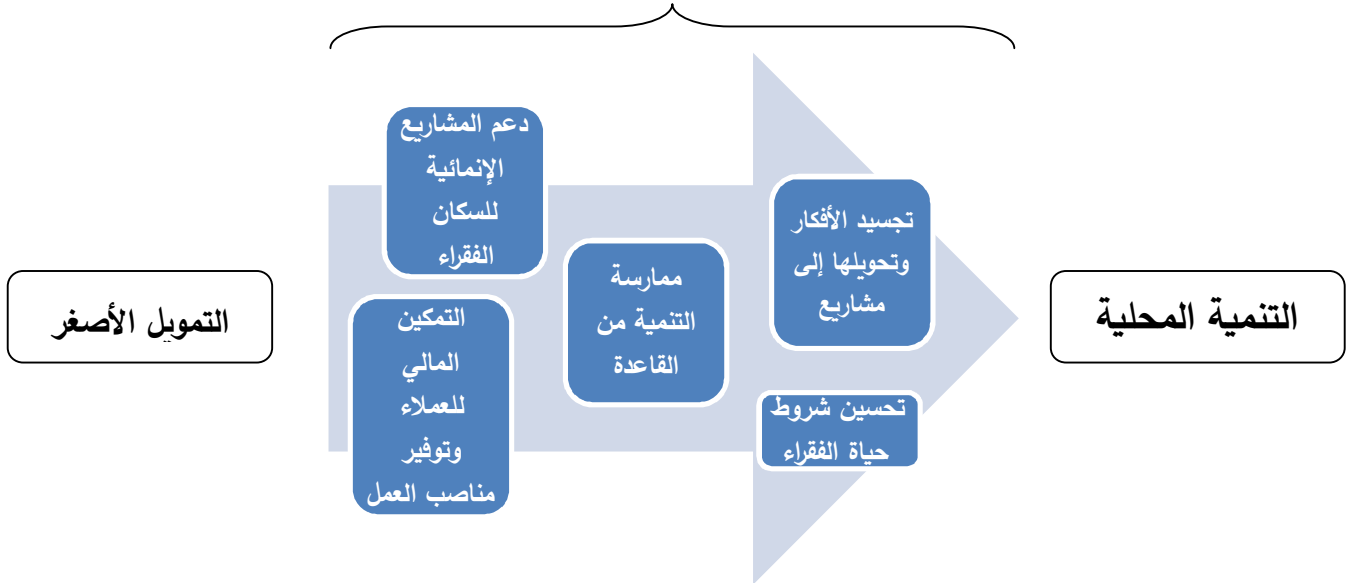 دعم المشاريع
الإنمائية
للسكان
الفقراء
تجسيد الأفكار
وتحويلها إلى
مشاريع
ممارسة
التنمية من
القاعدة
التمويل الأصغر
التنمية المحلية
التمكين
المالي
للعملاء
وتوفير
مناصب العمل
تحسين شروط
حياة الفقراء